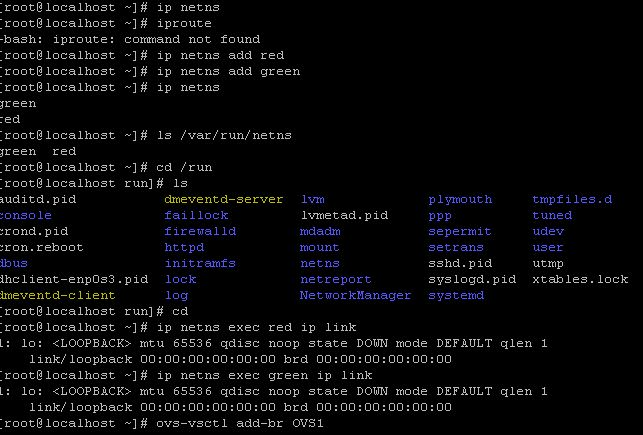 [root@localhost ~]# ip netns
[root@localhost ~]# iproute
-bash: iproute: command not found
[root@localhost ~]# ip netns add red
[root@localhost ~]# ip netns add green
[root@localhost ~]# ip netns
green
red
[root@localhost ~]# ls /var/run/netns
green  red
[root@localhost ~]# cd /run
[root@localhost run]# ls
auditd.pid dmeventd-server lvm plymouth tmpfiles.d
console faillock lvmetad.pid ppp tuned
crond.pid firewalld mdadm sepermit udev
cron.reboot httpd mount setrans user
dbus initramfs netns sshd.pid utmp
dhclient-enp0s3.pid lock netreport syslogd.pid xtables.lock
dmeventd-client log NetworkManager systemd
[root@localhost run]# cd
[root@localhost ~]# ip netns exec red ip link
1: lo: <LOOPBACK> mtu 65536 qdisc noop state DOWN mode DEFAULT qlen 1
    link/loopback 00:00:00:00:00:00 brd 00:00:00:00:00:00
[root@localhost ~]# ip netns exec green ip link
1: lo: <LOOPBACK> mtu 65536 qdisc noop state DOWN mode DEFAULT qlen 1
    link/loopback 00:00:00:00:00:00 brd 00:00:00:00:00:00
[root@localhost ~]# ovs-vsctl add-br OVS1